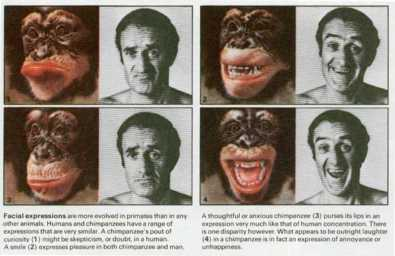 1
2
3
4
Facial expressions are more evolved in primates than in any
other animals. Humans and chimpanzees have a range of
expressions that are very similar. A chimpanzee's pout of
curiosity (1) might be skepticism, or doubt, in a human.
A smile (2) expresses pleasure in both chimpanzee and man.
A thoughtful or anxious chimpanzee (3) purses its lips in an
expression very much like that of human concentration. There
is one disparity however. What appears to be outright laughter
(4) in a chimpanzee is in fact an expression of annoyance or
unhappiness.